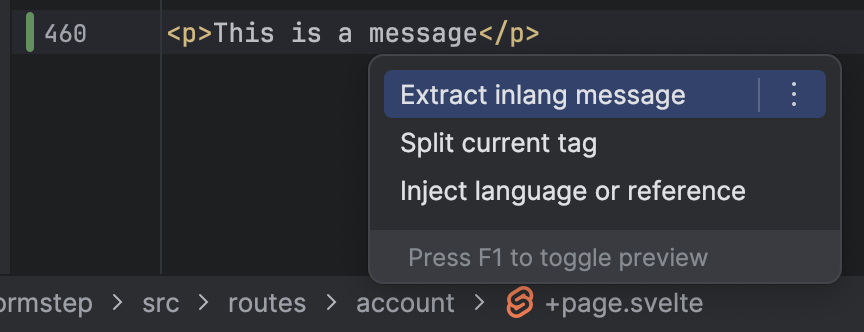 460 <p>This is a message</p>
Extract inlang message
Split current tag
Inject language or reference
Press F1 to toggle preview
ormstep > src > routes > account > +page.svelte